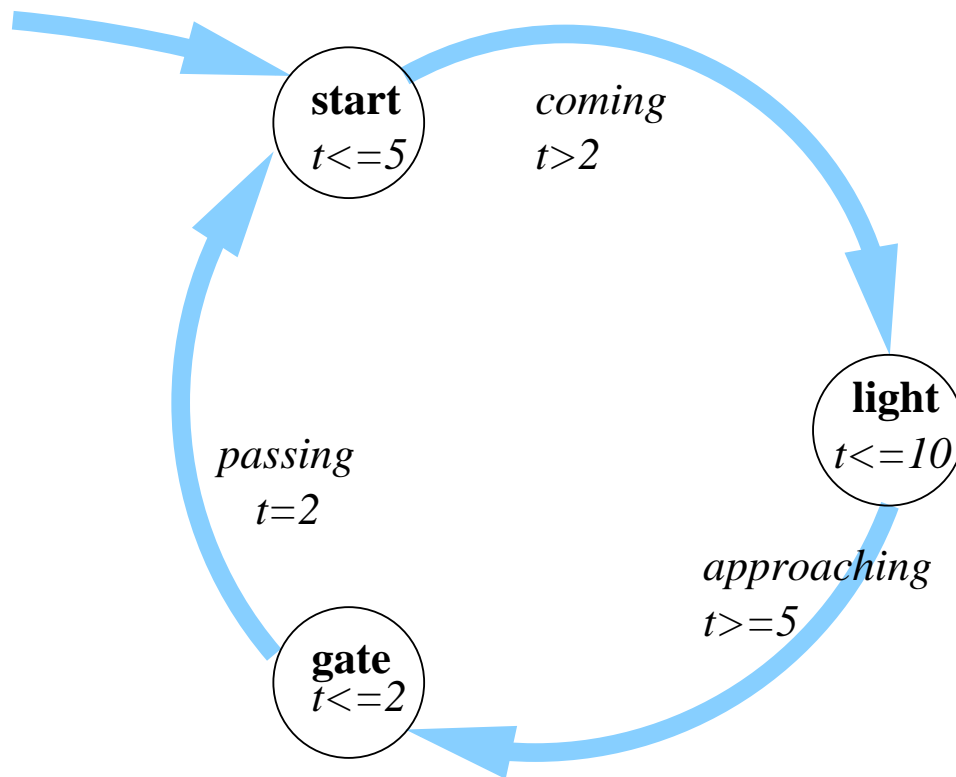 start
t<=5
coming
t>2
light
t<=10
passing
t=2
approaching
t>=5
gate
t<=2